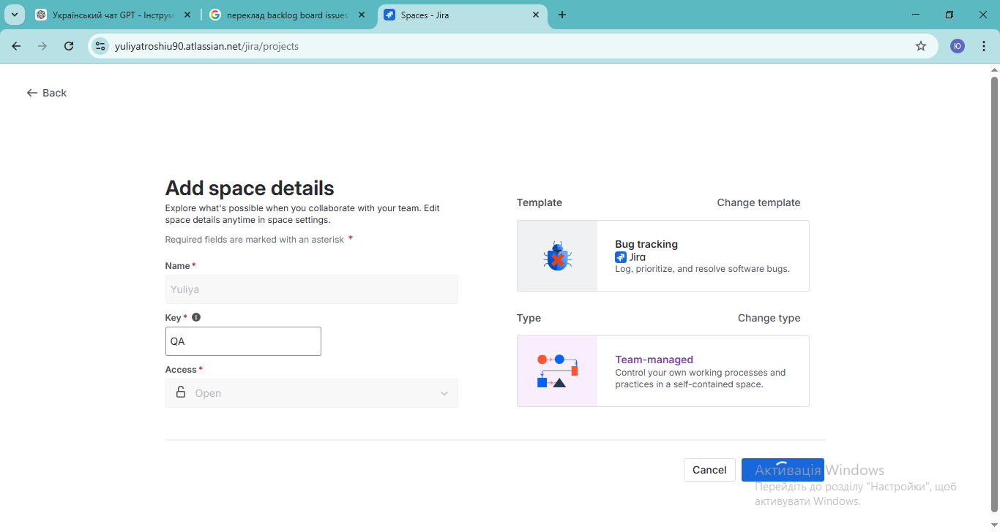 Український чат GPT - Інструм
переклад backlog board issues
Spaces - Jira
yuliyatroshiu90.atlassian.net/jira/projects
Ю
Back
Add space details
Explore what's possible when you collaborate with your team. Edit
space details anytime in space settings.
Required fields are marked with an asterisk *
Name *
Yuliya
Key *
QA
Access *
Open
Template
Change template
Bug tracking
Jira
Log, prioritize, and resolve software bugs.
Type
Change type
Team-managed
Control your own working processes and
practices in a self-contained space.
Cancel
Активація Windows
Перейдіть до розділу "Настройки", щоб
активувати Windows.